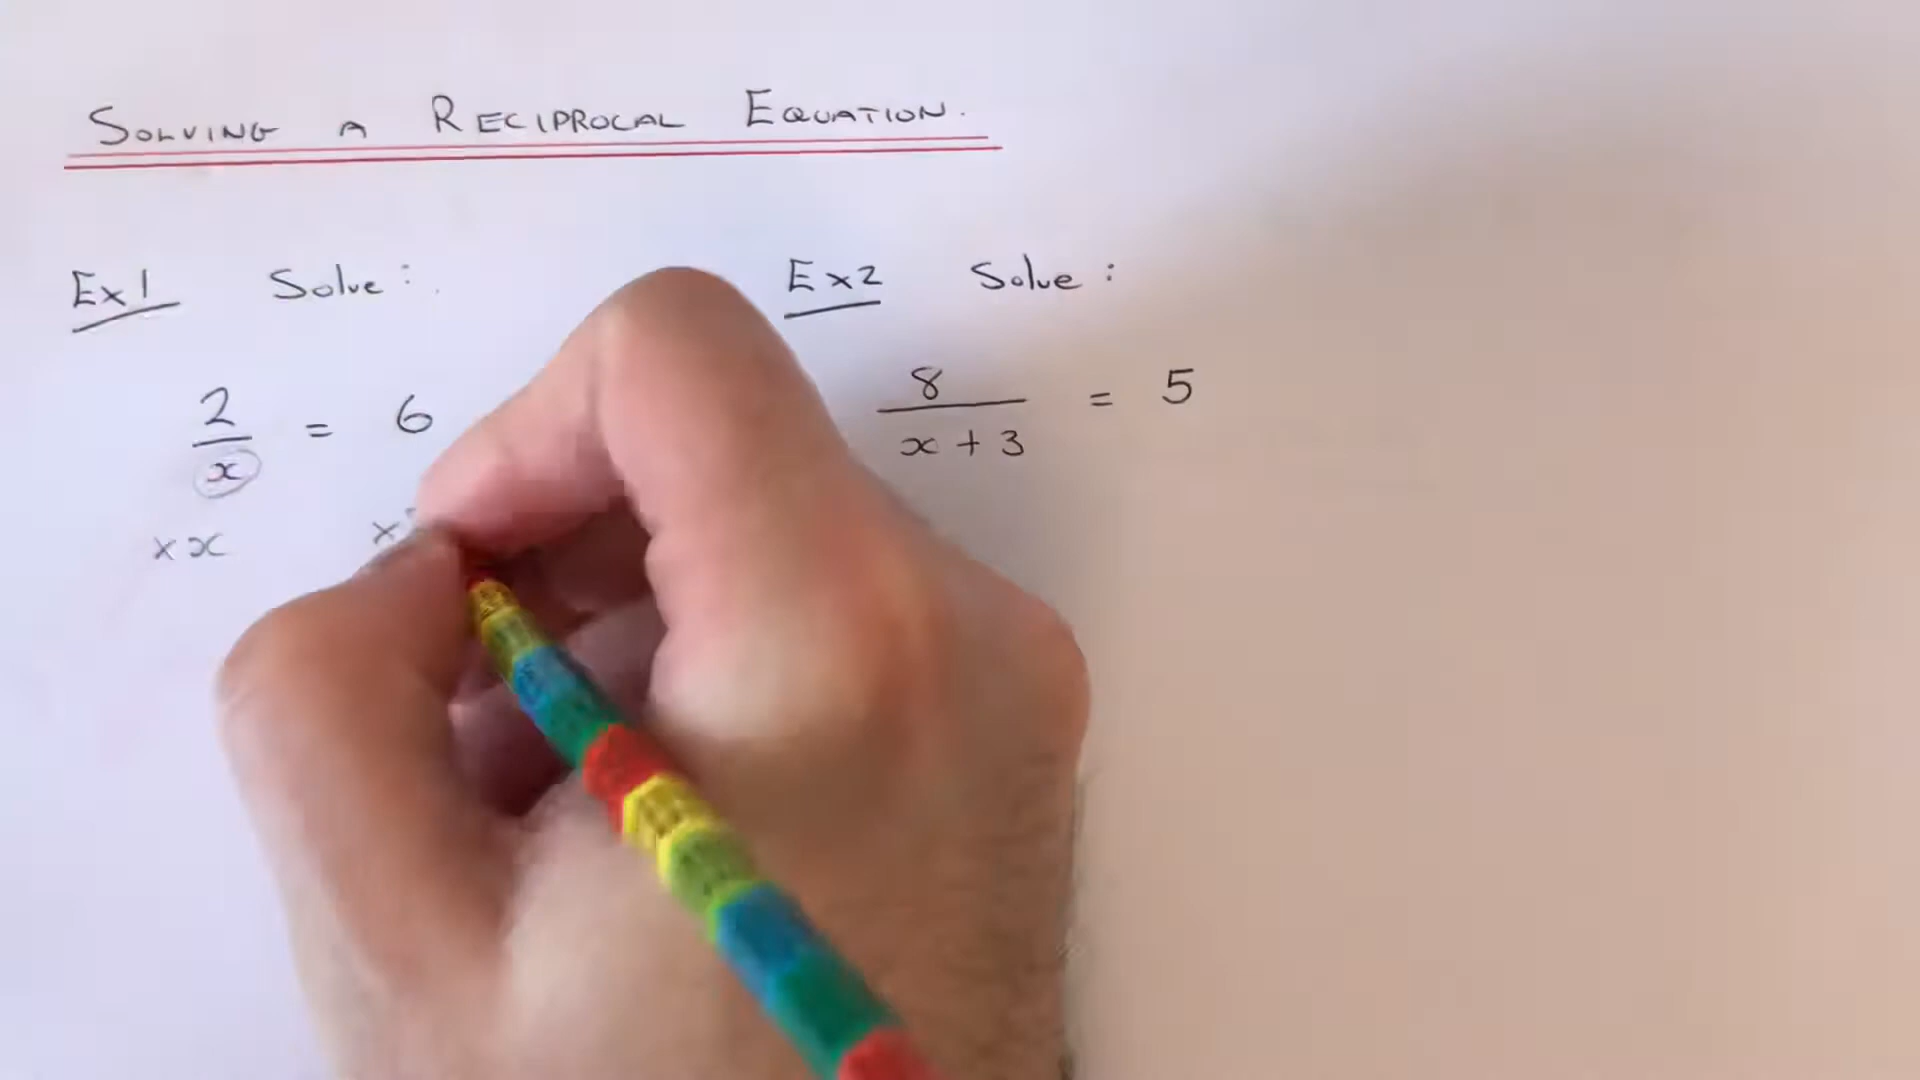 SOLVING A RECIPROCAL EQUATION.
Ex1 Solve:
2/x = 6
×x ×
Ex2 Solve:
8/(x + 3) = 5